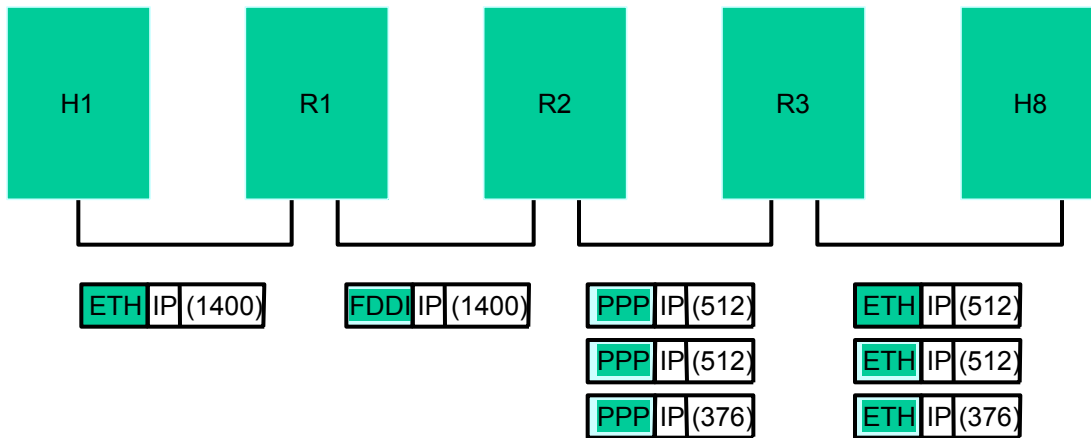 H1 R1 R2 R3 H8
ETH IP (1400) FDDI IP (1400) PPP IP (512) ETH IP (512)
PPP IP (512) ETH IP (512)
PPP IP (376) ETH IP (376)